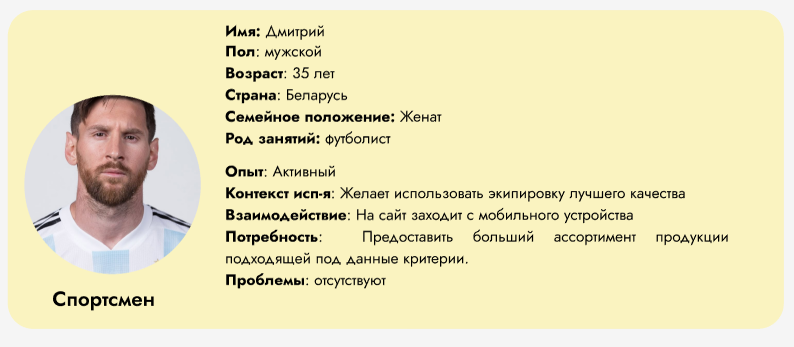 Имя: Дмитрий
Пол: мужской
Возраст: 35 лет
Страна: Беларусь
Семейное положение: Женат
Род занятий: футболист
Опыт: Активный
Контекст исп-я: Желает использовать экипировку лучшего качества
Взаимодействие: На сайт заходит с мобильного устройства
Потребность: Предоставить больший ассортимент продукции
подходящей под данные критерии.
Проблемы: отсутствуют
Спортсмен